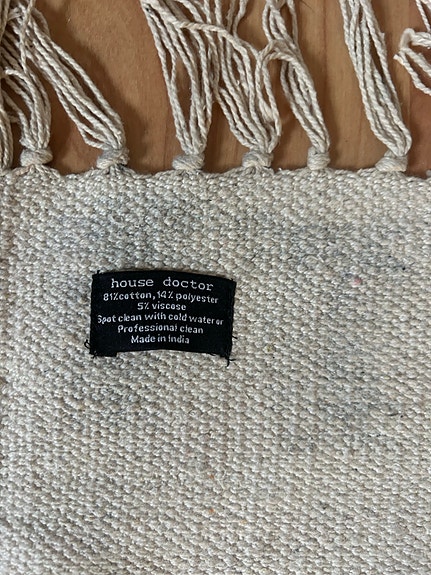 house doctor
81%cotton, 14% polyester
5% viscose
Spot clean with cold water or
Professional clean
Made in India